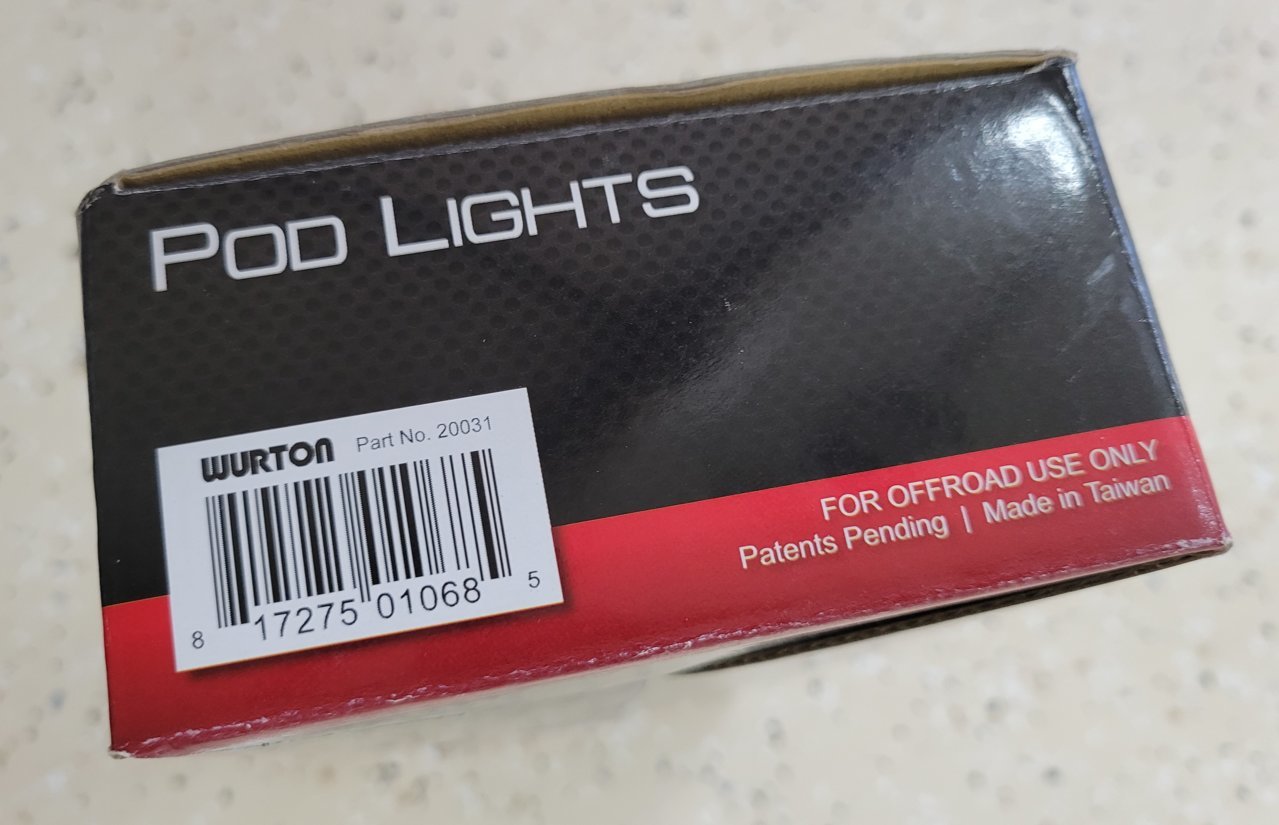 POD LIGHTS
WURTON Part No. 20031
8 17275 01068 5
FOR OFFROAD USE ONLY
Patents Pending | Made in Taiwan